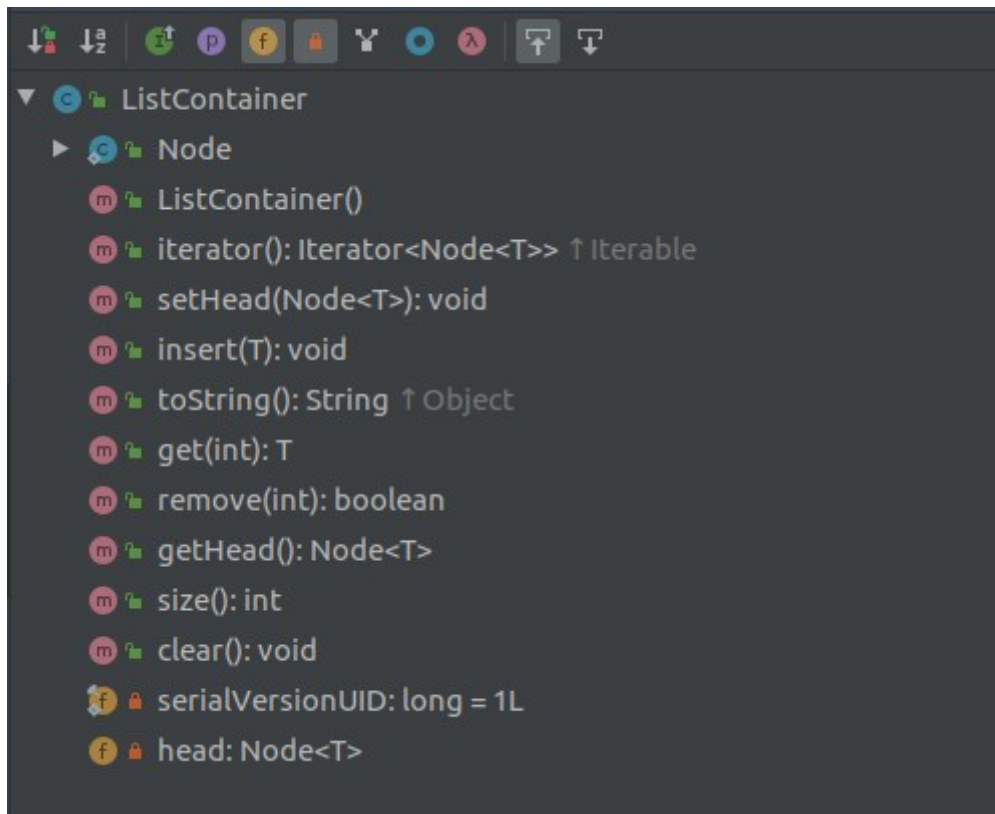 ListContainer
Node
ListContainer()
iterator(): Iterator<Node<T>> ↑Iterable
setHead(Node<T>): void
insert(T): void
toString(): String ↑Object
get(int): T
remove(int): boolean
getHead(): Node<T>
size(): int
clear(): void
serialVersionUID: long = 1L
head: Node<T>